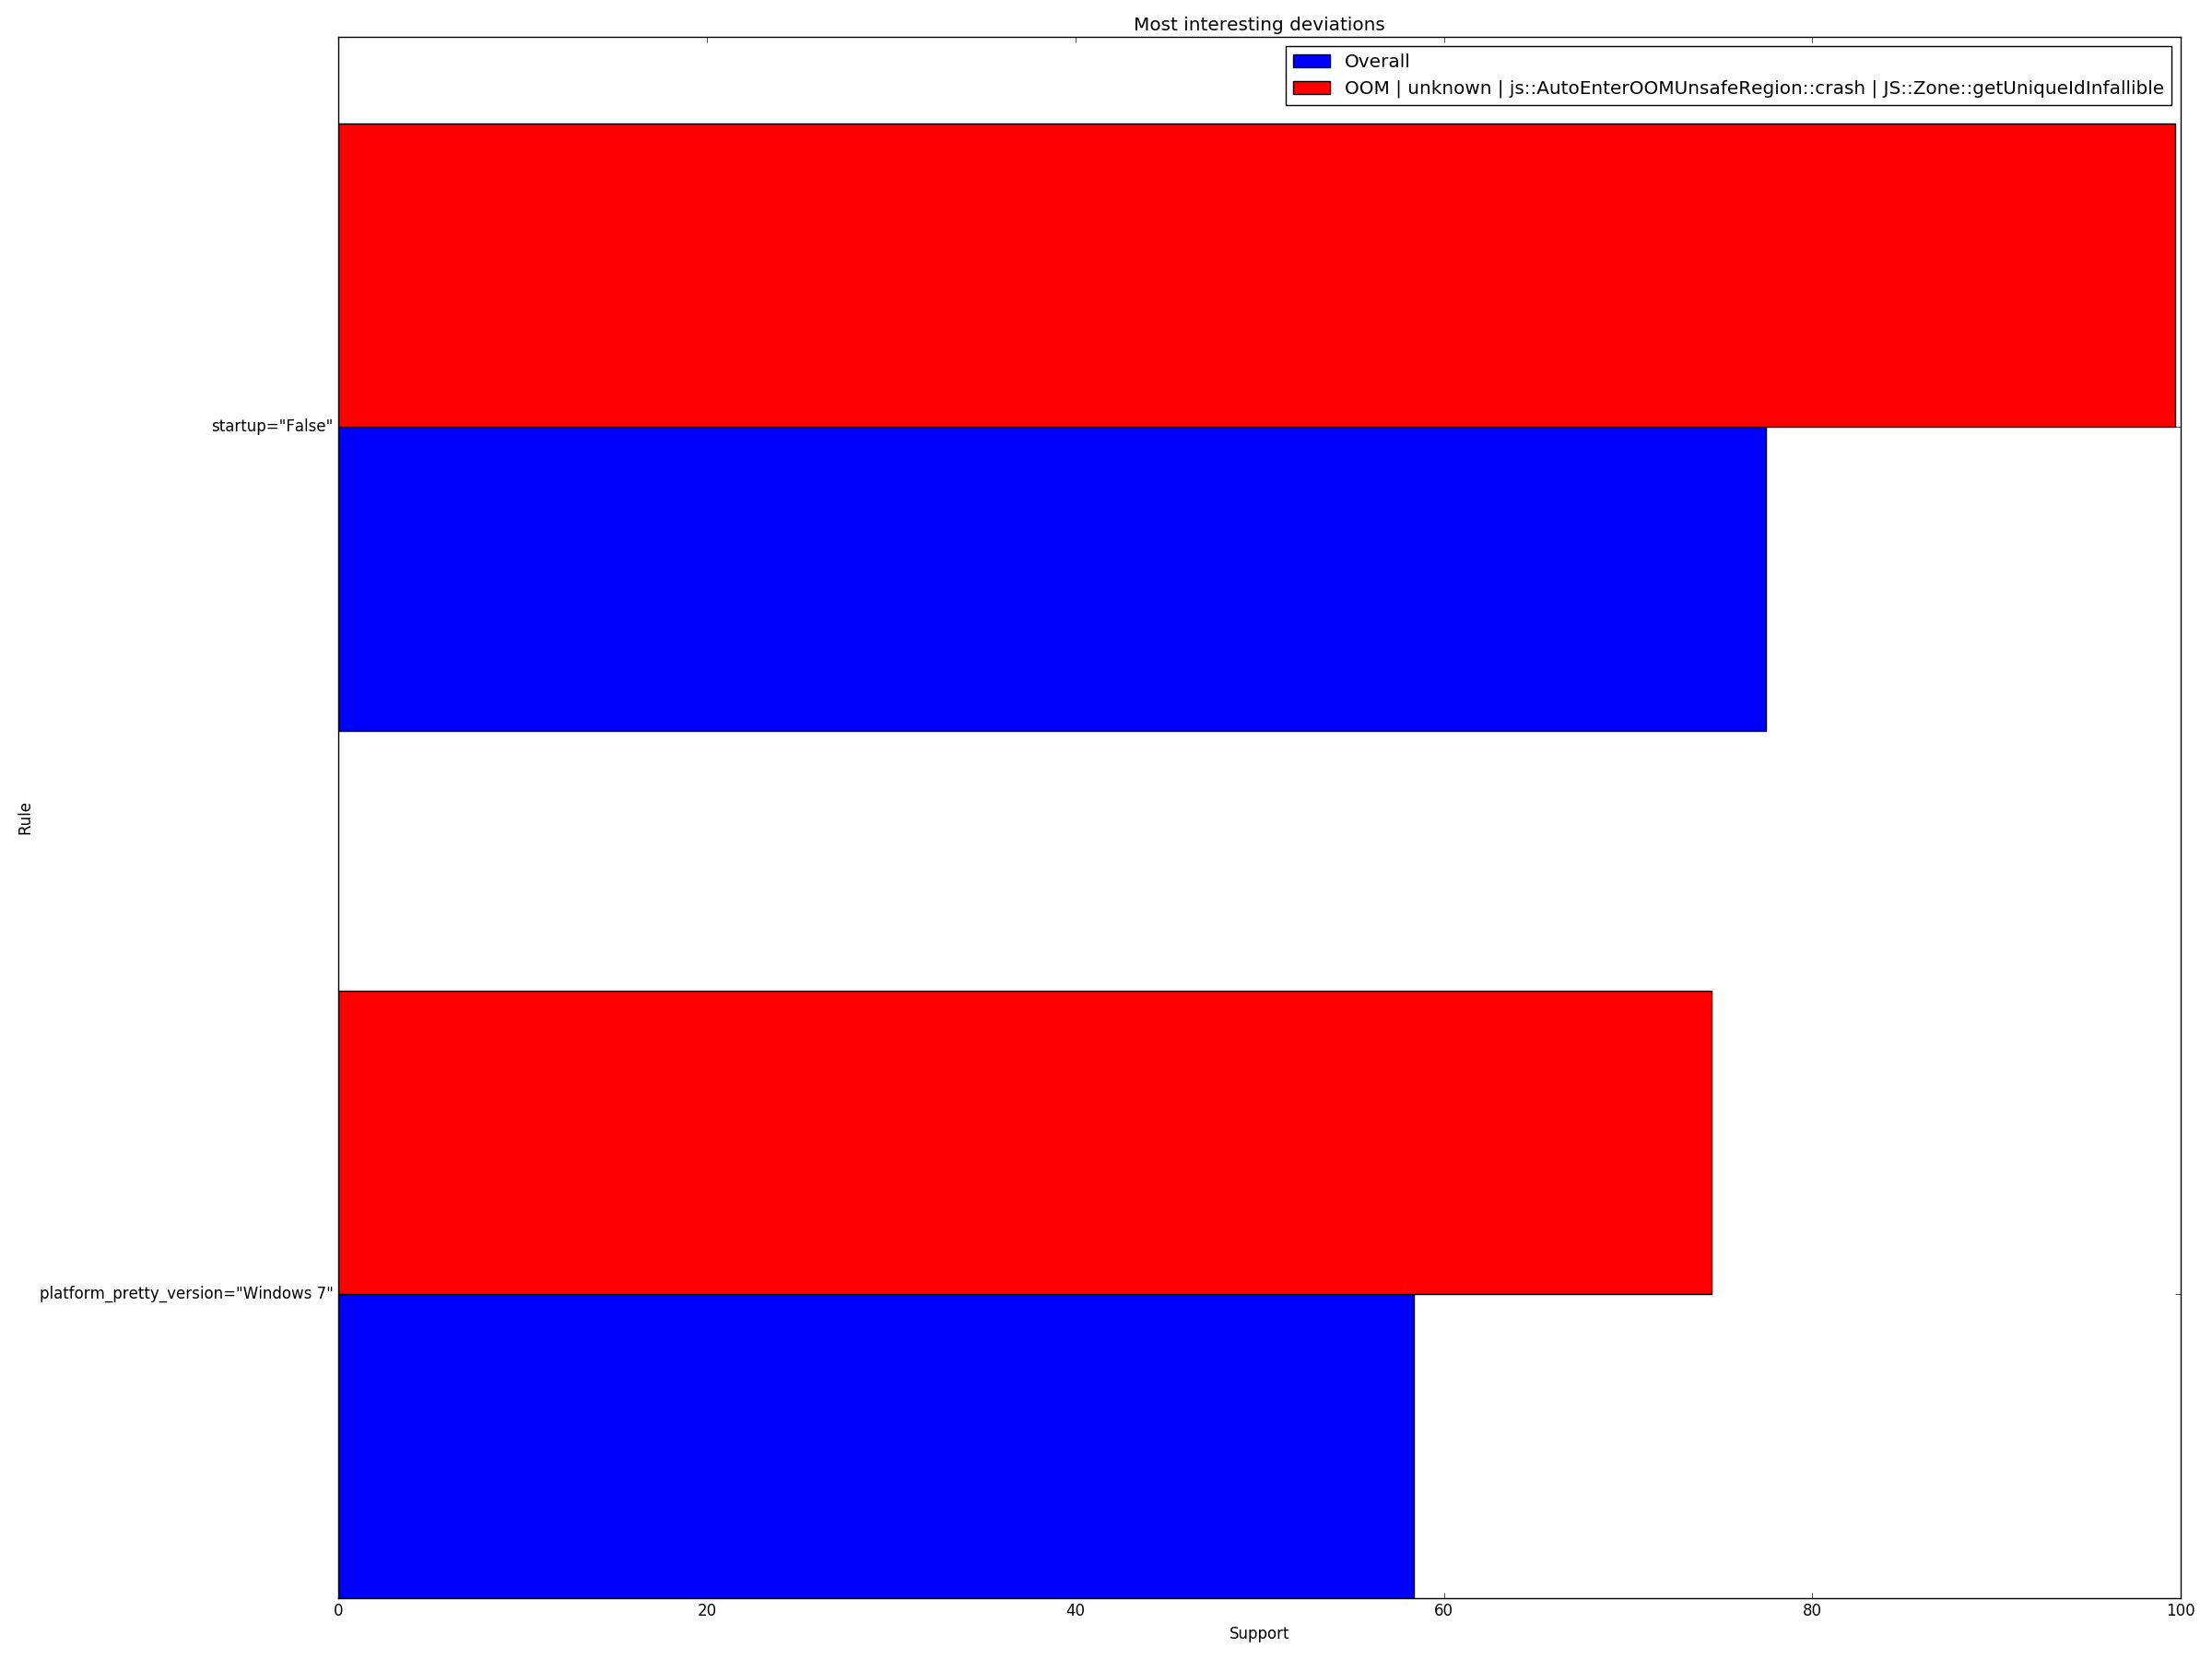 Most interesting deviations
Overall
OOM | unknown | js::AutoEnterOOMUnsafeRegion::crash | JS::Zone::getUniqueIdInfallible
startup="False"
Rule
platform_pretty_version="Windows 7"
0 20 40 60 80 100
Support